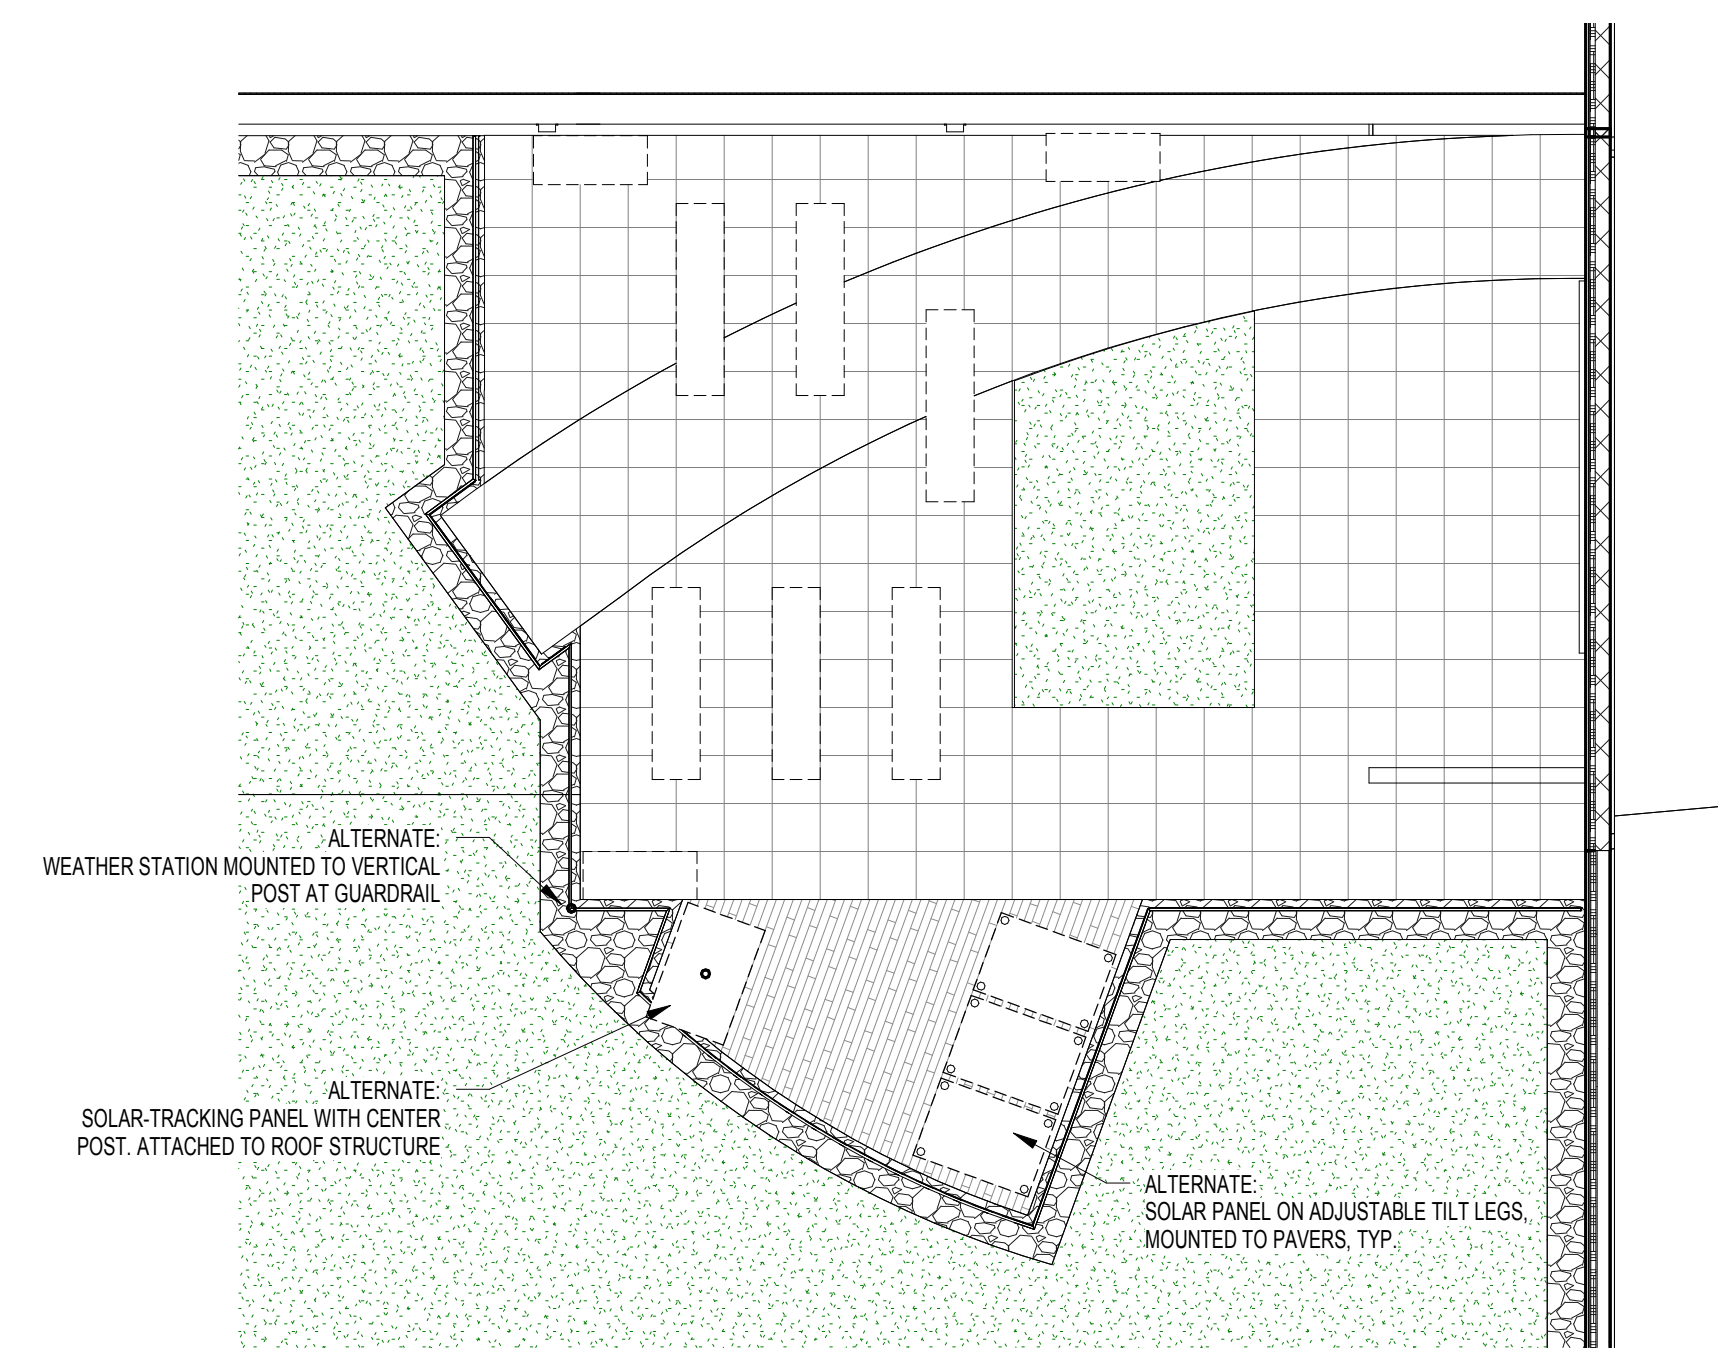 ALTERNATE:
WEATHER STATION MOUNTED TO VERTICAL
POST AT GUARDRAIL
ALTERNATE:
SOLAR-TRACKING PANEL WITH CENTER
POST. ATTACHED TO ROOF STRUCTURE
ALTERNATE:
SOLAR PANEL ON ADJUSTABLE TILT LEGS,
MOUNTED TO PAVERS, TYP.